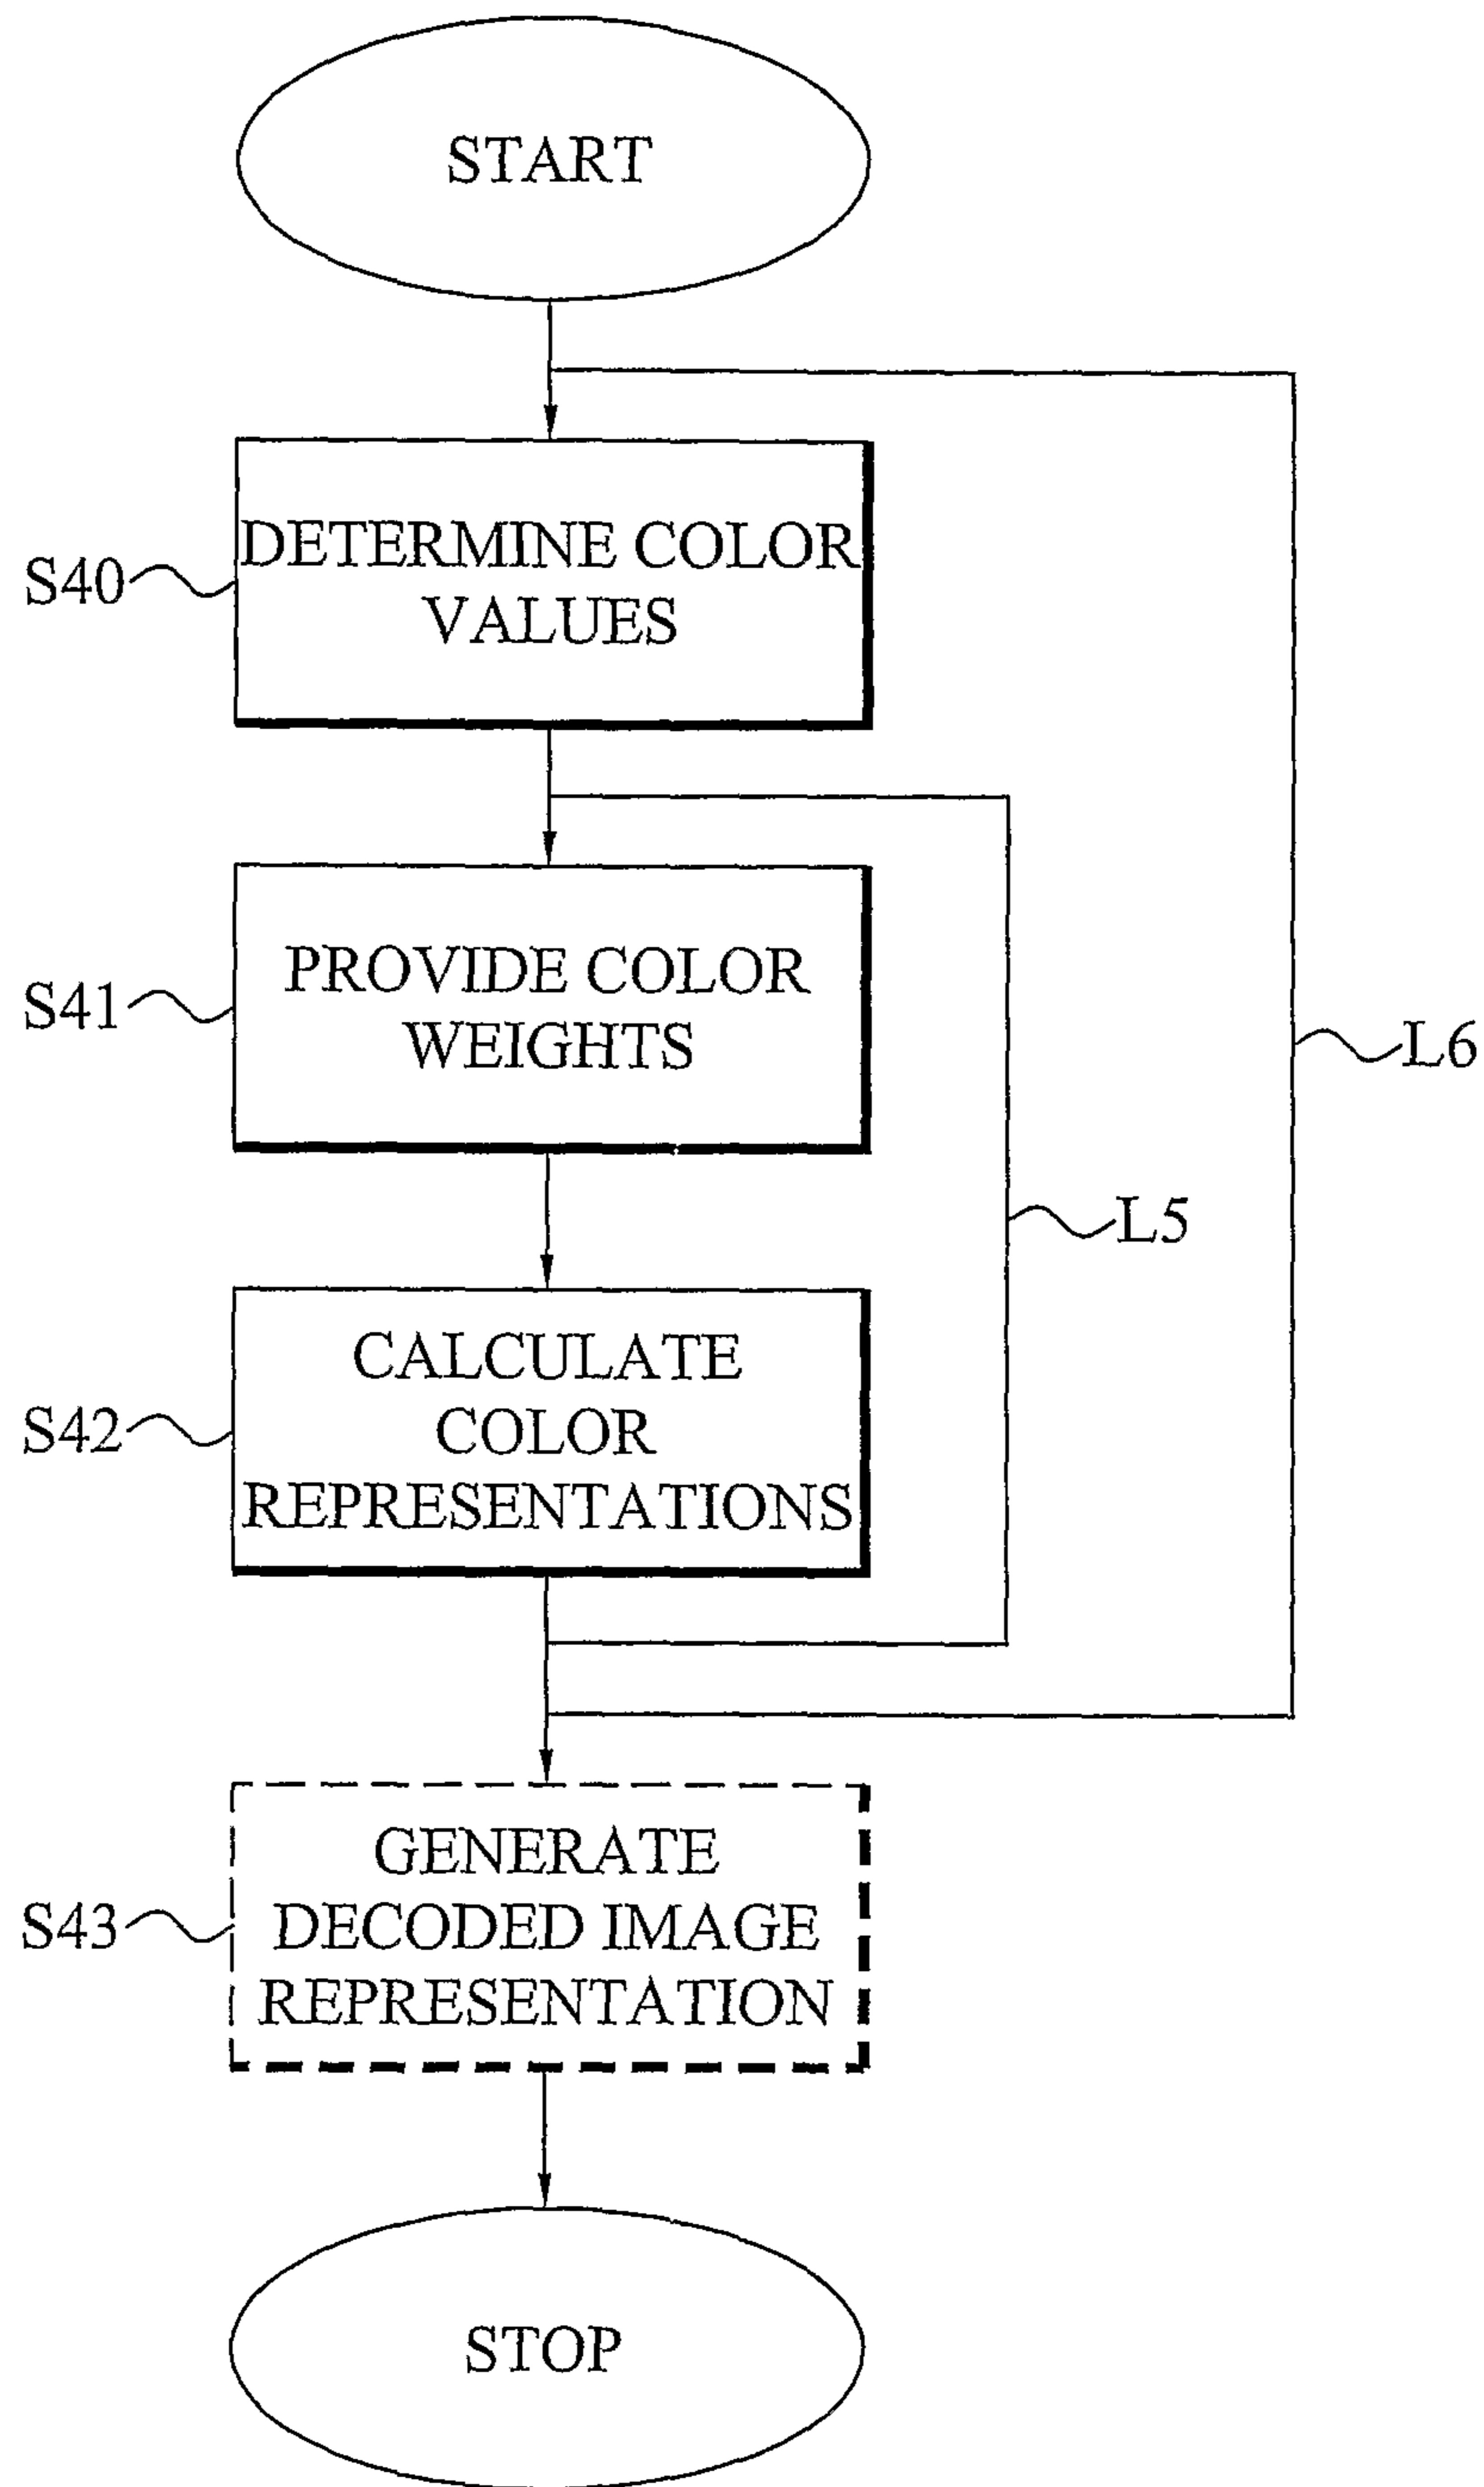 START
S40
DETERMINE COLOR
VALUES
S41
PROVIDE COLOR
WEIGHTS
L6
L5
S42
CALCULATE
COLOR
REPRESENTATIONS
S43
GENERATE
DECODED IMAGE
REPRESENTATION
STOP